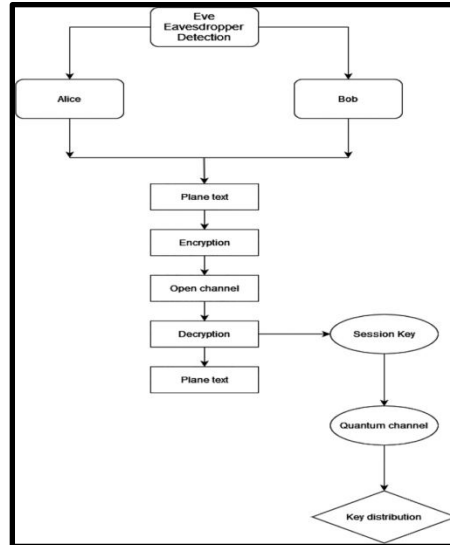 Eve
Eavesdropper
Detection
Alice
Bob
Plane text
Encryption
Open channel
Decryption
Session Key
Plane text
Quantum channel
Key distribution